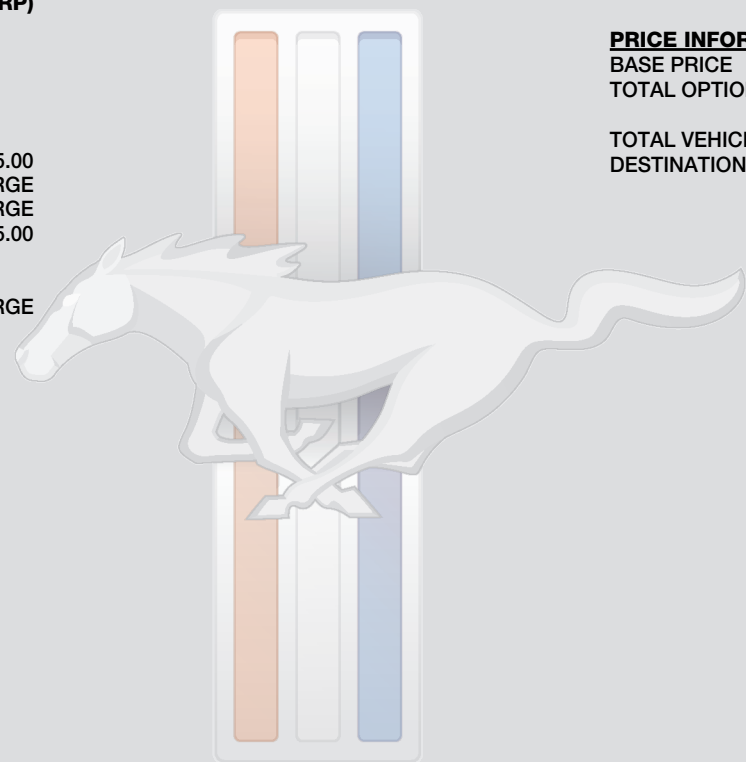 RP)
5.00
RGE
RGE
5.00
RGE
PRICE INFOR
BASE PRICE
TOTAL OPTIO
TOTAL VEHICL
DESTINATION